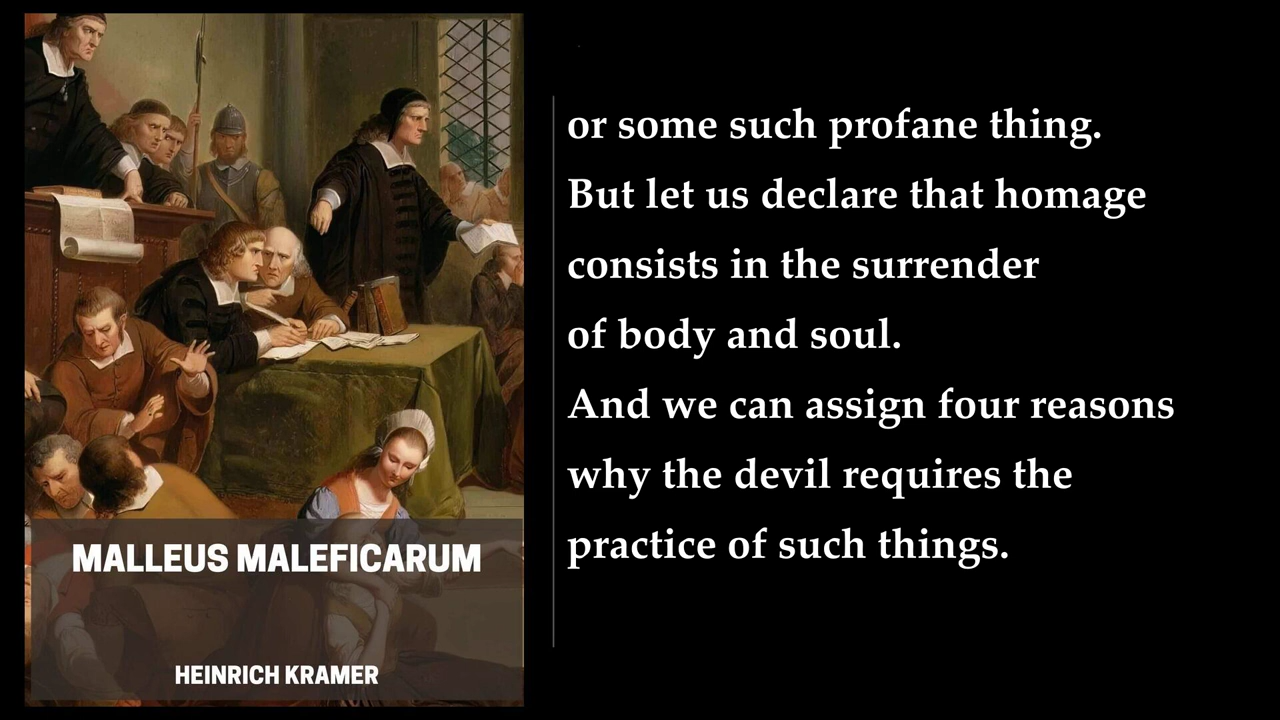 MALLEUS MALEFICARUM
HEINRICH KRAMER
or some such profane thing.
But let us declare that homage
consists in the surrender
of body and soul.
And we can assign four reasons
why the devil requires the
practice of such things.